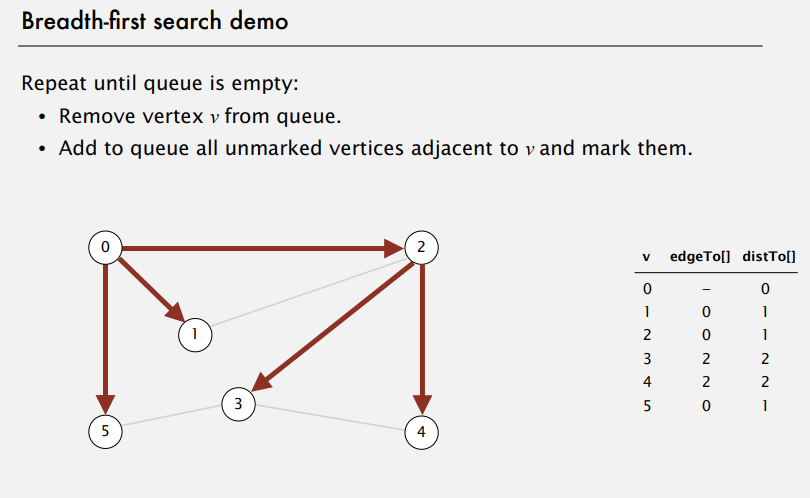 Breadth-first search demo
Repeat until queue is empty:
• Remove vertex v from queue.
• Add to queue all unmarked vertices adjacent to v and mark them.
0
2
1
3
5
4
v edgeTo[] distTo[]
0 – 0
1 0 1
2 0 1
3 2 2
4 2 2
5 0 1